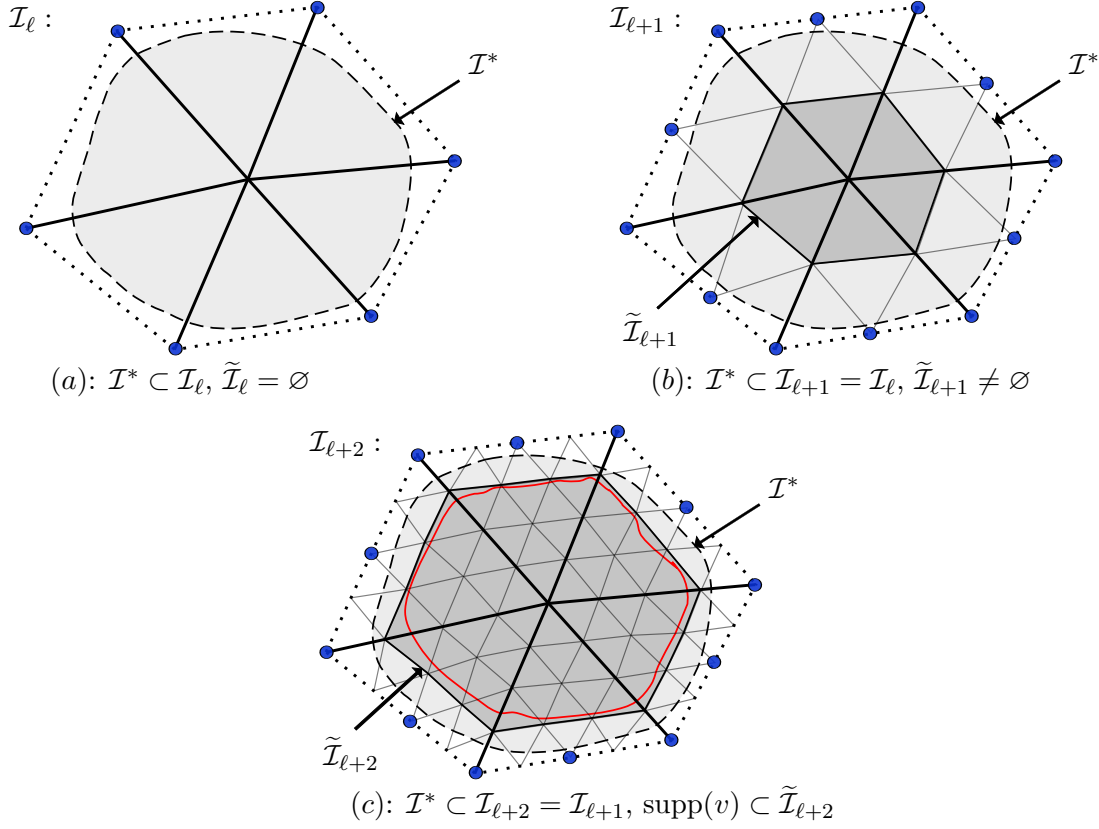 ℐ_ℓ :
ℐ*
(a): ℐ* ⊂ ℐ_ℓ, ℐ̃_ℓ = ∅
ℐ_{ℓ+1} :
ℐ*
ℐ̃_{ℓ+1}
(b): ℐ* ⊂ ℐ_{ℓ+1} = ℐ_ℓ, ℐ̃_{ℓ+1} ≠ ∅
ℐ_{ℓ+2} :
ℐ*
ℐ̃_{ℓ+2}
(c): ℐ* ⊂ ℐ_{ℓ+2} = ℐ_{ℓ+1}, supp(v) ⊂ ℐ̃_{ℓ+2}